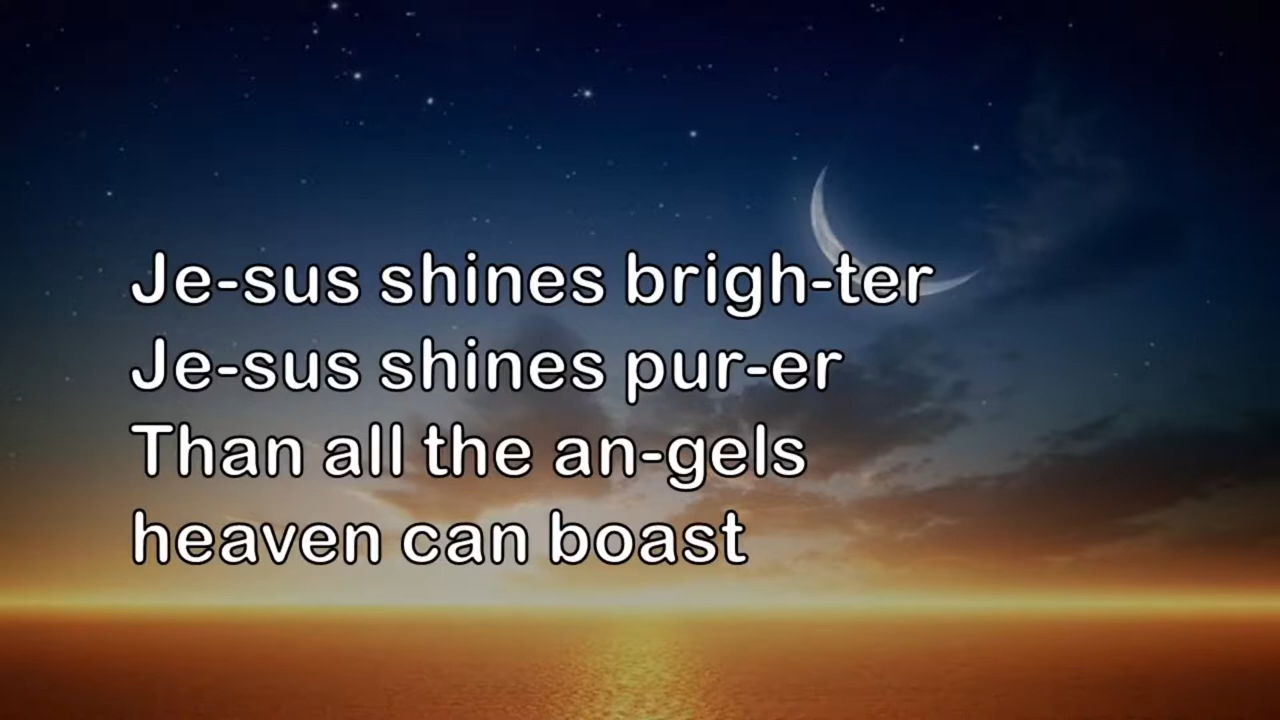 Je-sus shines brigh-ter
Je-sus shines pur-er
Than all the an-gels
heaven can boast